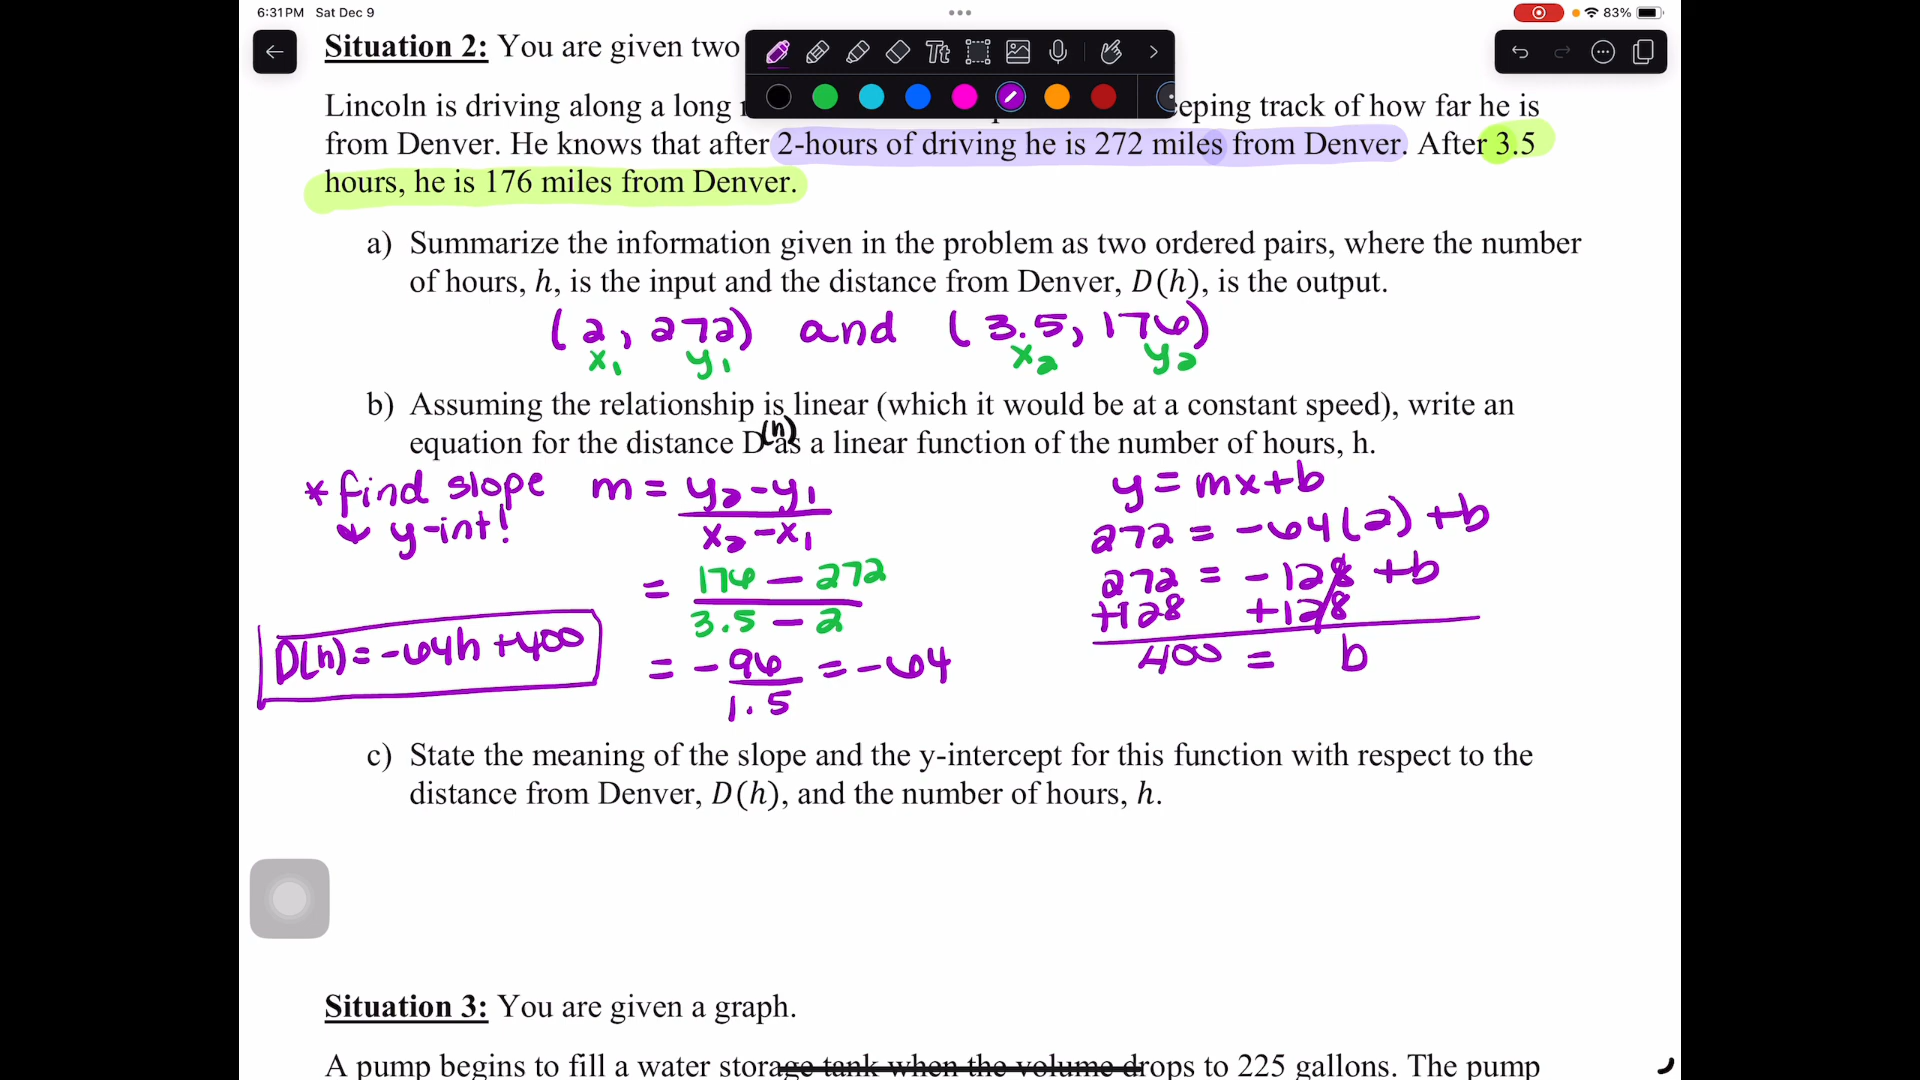 6:31 PM Sat Dec 9
83%
Situation 2: You are given two
Tt
Lincoln is driving along a long eeping track of how far he is
from Denver. He knows that after 2-hours of driving he is 272 miles from Denver. After 3.5
hours, he is 176 miles from Denver.
a) Summarize the information given in the problem as two ordered pairs, where the number
of hours, h, is the input and the distance from Denver, D(h), is the output.
(2, 272) and (3.5, 176)
x₁ y₁ x₂ y₂
b) Assuming the relationship is linear (which it would be at a constant speed), write an
equation for the distance D(h) as a linear function of the number of hours, h.
* find slope
↓ y-int!
m = y₂-y₁
x₂-x₁
= 176 - 272
3.5 - 2
= -96 = -64
1.5
D(h) = -64h +400
y = mx+b
272 = -64(2) +b
272 = -128 +b
+128 +128
400 = b
c) State the meaning of the slope and the y-intercept for this function with respect to the
distance from Denver, D(h), and the number of hours, h.
Situation 3: You are given a graph.
A pump begins to fill a water storage tank when the volume drops to 225 gallons. The pump